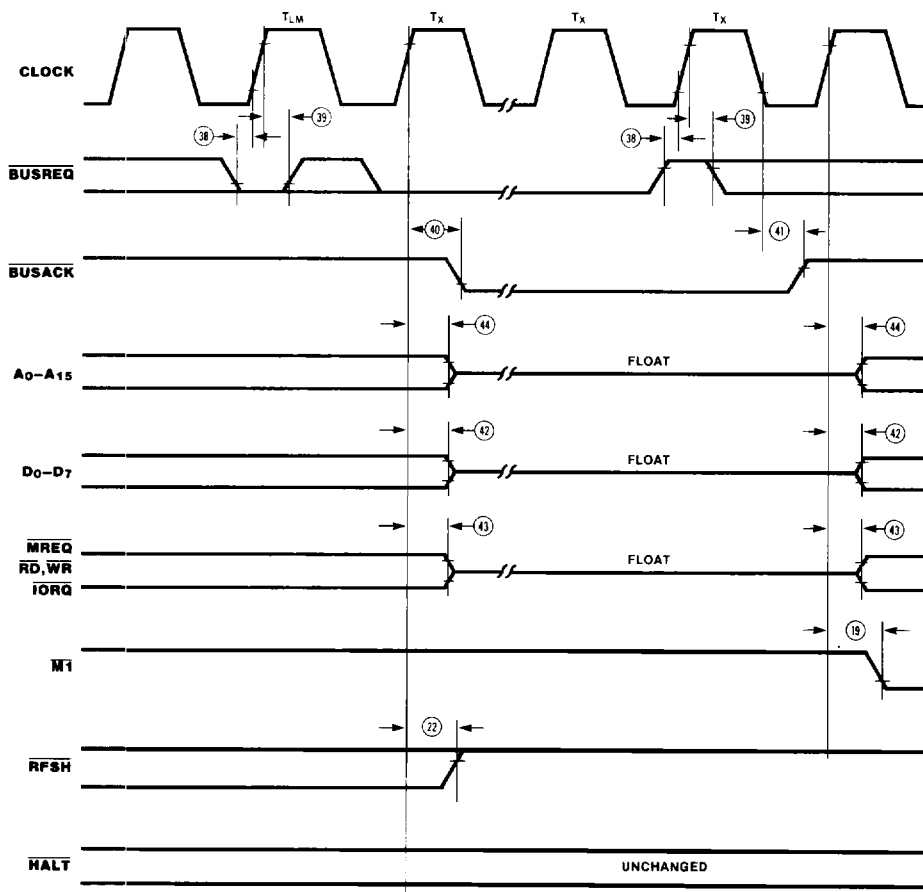 TLM TX TX TX
CLOCK
38 39 38 39
BUSREQ
40 41
BUSACK
44 44
A0–A15 FLOAT
42 42
D0–D7 FLOAT
43 43
MREQ
RD, WR FLOAT
IORQ
19
M1
22
RFSH
HALT UNCHANGED